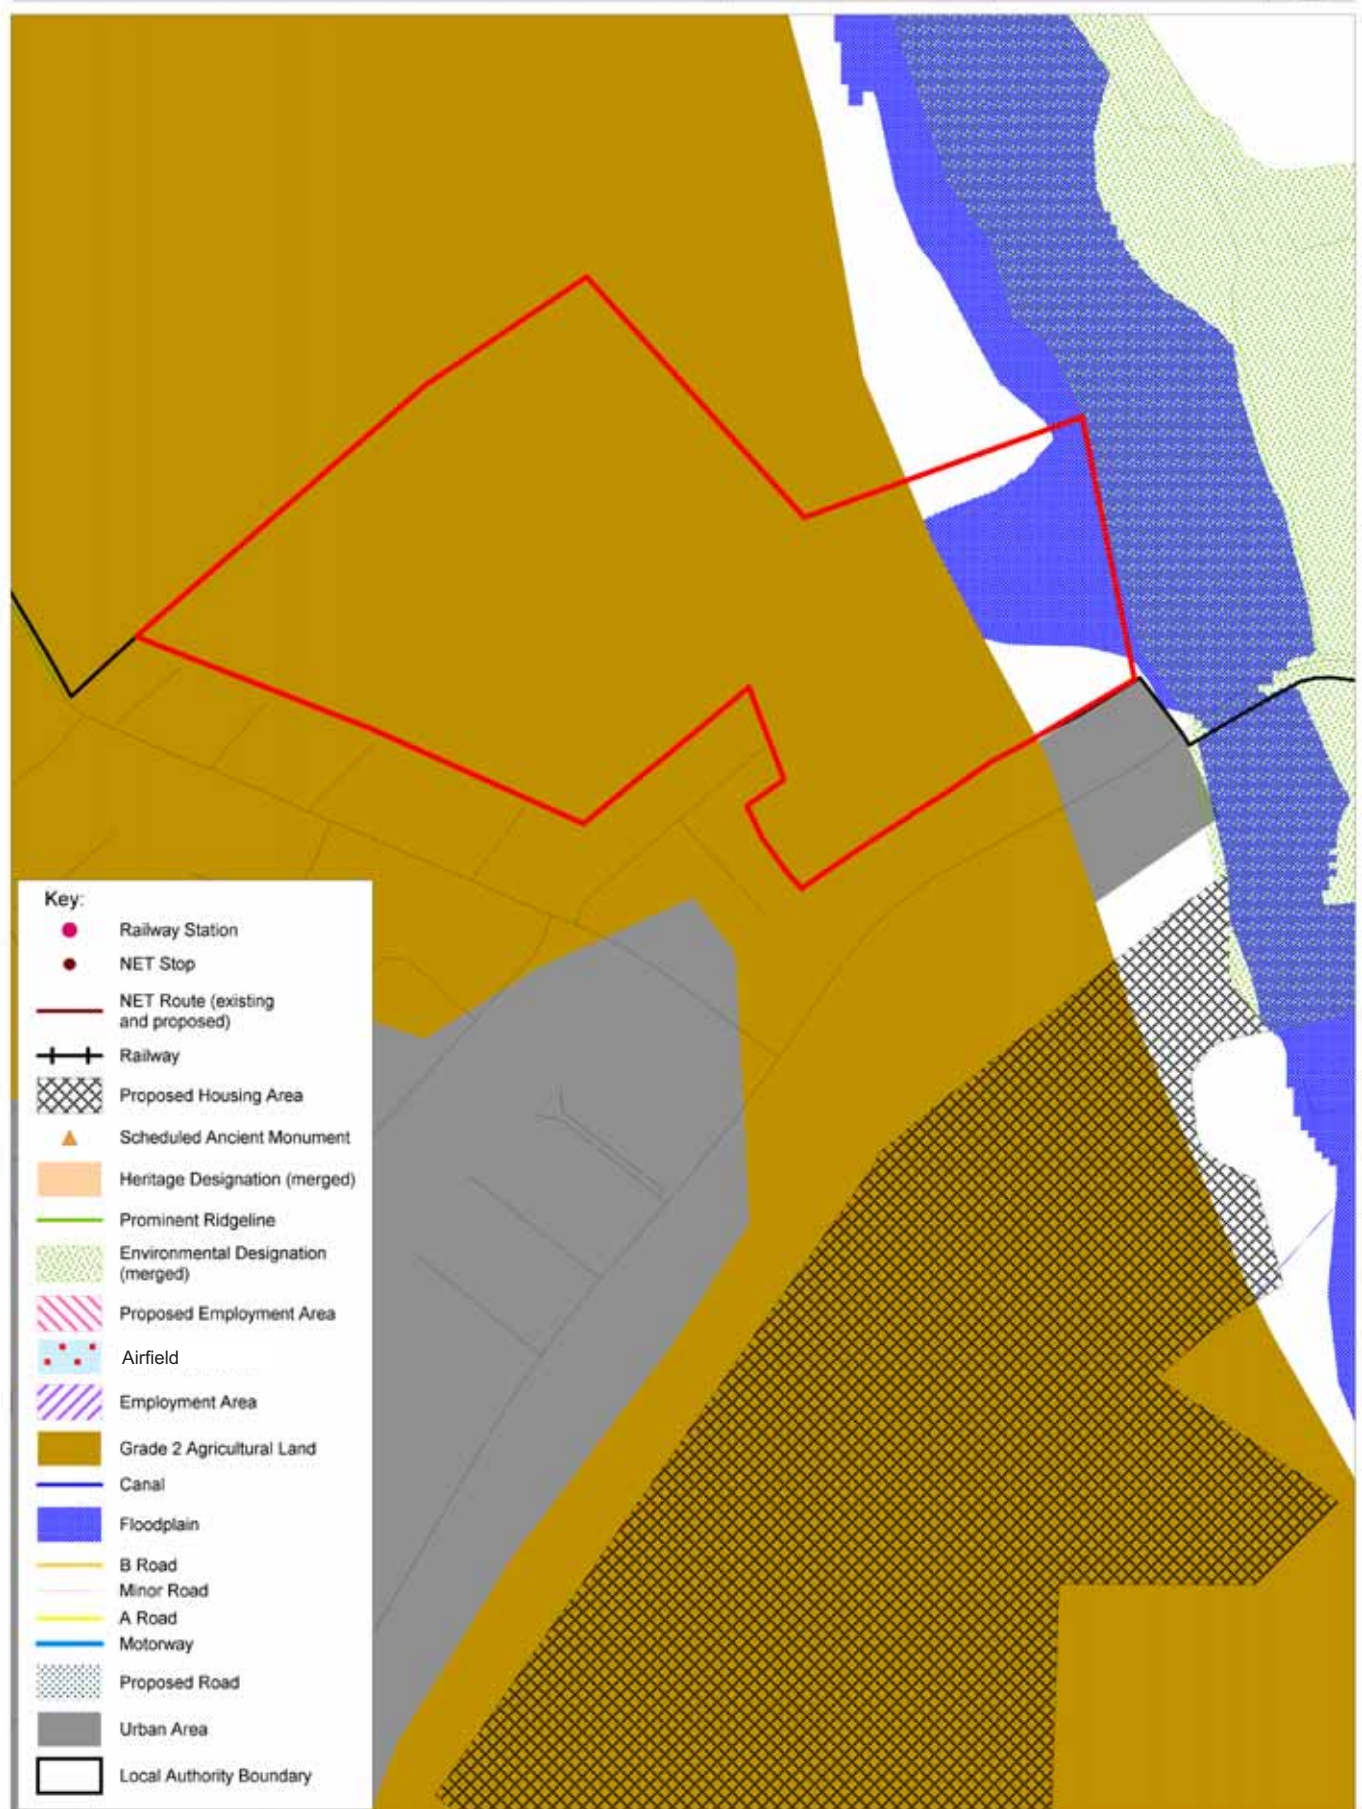 Key:
Railway Station
NET Stop
NET Route (existing
and proposed)
Railway
Proposed Housing Area
Scheduled Ancient Monument
Heritage Designation (merged)
Prominent Ridgeline
Environmental Designation
(merged)
Proposed Employment Area
Airfield
Employment Area
Grade 2 Agricultural Land
Canal
Floodplain
B Road
Minor Road
A Road
Motorway
Proposed Road
Urban Area
Local Authority Boundary